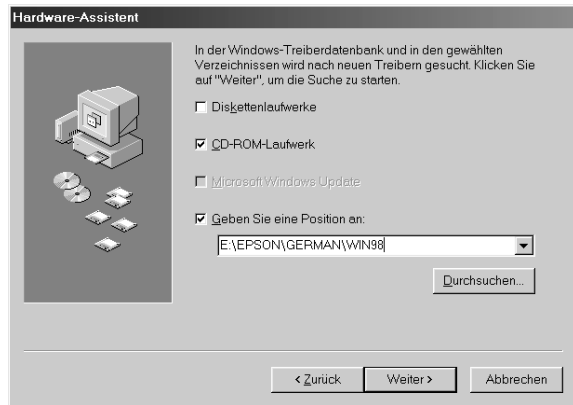 Hardware-Assistent
In der Windows-Treiberdatenbank und in den gewählten
Verzeichnissen wird nach neuen Treibern gesucht. Klicken Sie
auf "Weiter", um die Suche zu starten.
Diskettenlaufwerke
CD-ROM-Laufwerk
Microsoft Windows Update
Geben Sie eine Position an:
E:\EPSON\GERMAN\WIN98
Durchsuchen...
< Zurück Weiter > Abbrechen